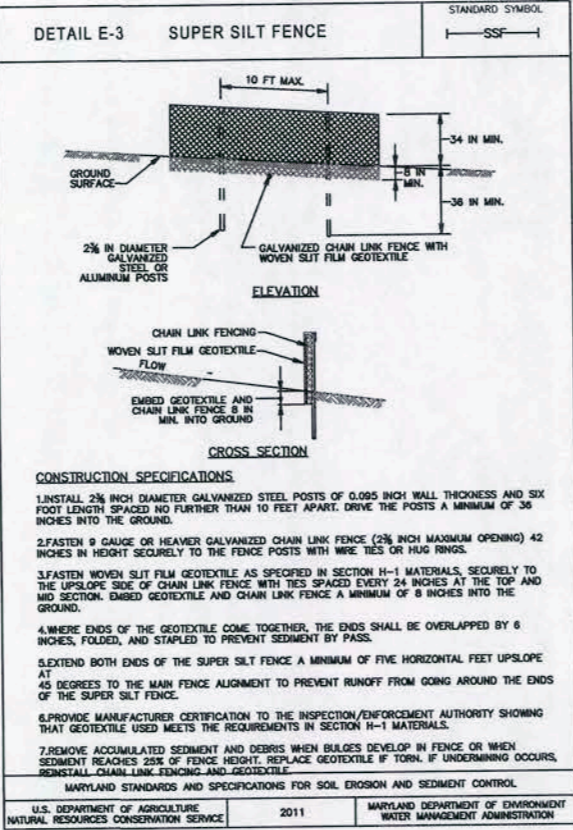 STANDARD SYMBOL
DETAIL E-3 SUPER SILT FENCE
SSF
10 FT MAX.
34 IN MIN.
GROUND
SURFACE
8 IN
MIN.
36 IN MIN.
2⅜ IN DIAMETER
GALVANIZED
STEEL OR
ALUMINUM POSTS
GALVANIZED CHAIN LINK FENCE WITH
WOVEN SLIT FILM GEOTEXTILE
ELEVATION
CHAIN LINK FENCING
WOVEN SLIT FILM GEOTEXTILE
FLOW
EMBED GEOTEXTILE AND
CHAIN LINK FENCE 8 IN
MIN. INTO GROUND
CROSS SECTION
CONSTRUCTION SPECIFICATIONS
1.INSTALL 2⅜ INCH DIAMETER GALVANIZED STEEL POSTS OF 0.095 INCH WALL THICKNESS AND SIX
FOOT LENGTH SPACED NO FURTHER THAN 10 FEET APART. DRIVE THE POSTS A MINIMUM OF 36
INCHES INTO THE GROUND.
2.FASTEN 9 GAUGE OR HEAVER GALVANIZED CHAIN LINK FENCE (2⅜ INCH MAXIMUM OPENING) 42
INCHES IN HEIGHT SECURELY TO THE FENCE POSTS WITH WIRE TIES OR HUG RINGS.
3.FASTEN WOVEN SLIT FILM GEOTEXTILE AS SPECIFIED IN SECTION H-1 MATERIALS, SECURELY TO
THE UPSLOPE SIDE OF CHAIN LINK FENCE WITH TIES SPACED EVERY 24 INCHES AT THE TOP AND
MID SECTION. EMBED GEOTEXTILE AND CHAIN LINK FENCE A MINIMUM OF 8 INCHES INTO THE
GROUND.
4.WHERE ENDS OF THE GEOTEXTILE COME TOGETHER, THE ENDS SHALL BE OVERLAPPED BY 6
INCHES, FOLDED, AND STAPLED TO PREVENT SEDIMENT BY PASS.
5.EXTEND BOTH ENDS OF THE SUPER SILT FENCE A MINIMUM OF FIVE HORIZONTAL FEET UPSLOPE
AT
45 DEGREES TO THE MAIN FENCE ALIGNMENT TO PREVENT RUNOFF FROM GOING AROUND THE ENDS
OF THE SUPER SILT FENCE.
6.PROVIDE MANUFACTURER CERTIFICATION TO THE INSPECTION/ENFORCEMENT AUTHORITY SHOWING
THAT GEOTEXTILE USED MEETS THE REQUIREMENTS IN SECTION H-1 MATERIALS.
7.REMOVE ACCUMULATED SEDIMENT AND DEBRIS WHEN BULGES DEVELOP IN FENCE OR WHEN
SEDIMENT REACHES 25% OF FENCE HEIGHT. REPLACE GEOTEXTILE IF TORN. IF UNDERMINING OCCURS,
REINSTALL CHAIN LINK FENCING AND GEOTEXTILE.
MARYLAND STANDARDS AND SPECIFICATIONS FOR SOIL EROSION AND SEDIMENT CONTROL
U.S. DEPARTMENT OF AGRICULTURE
NATURAL RESOURCES CONSERVATION SERVICE
2011
MARYLAND DEPARTMENT OF ENVIRONMENT
WATER MANAGEMENT ADMINISTRATION